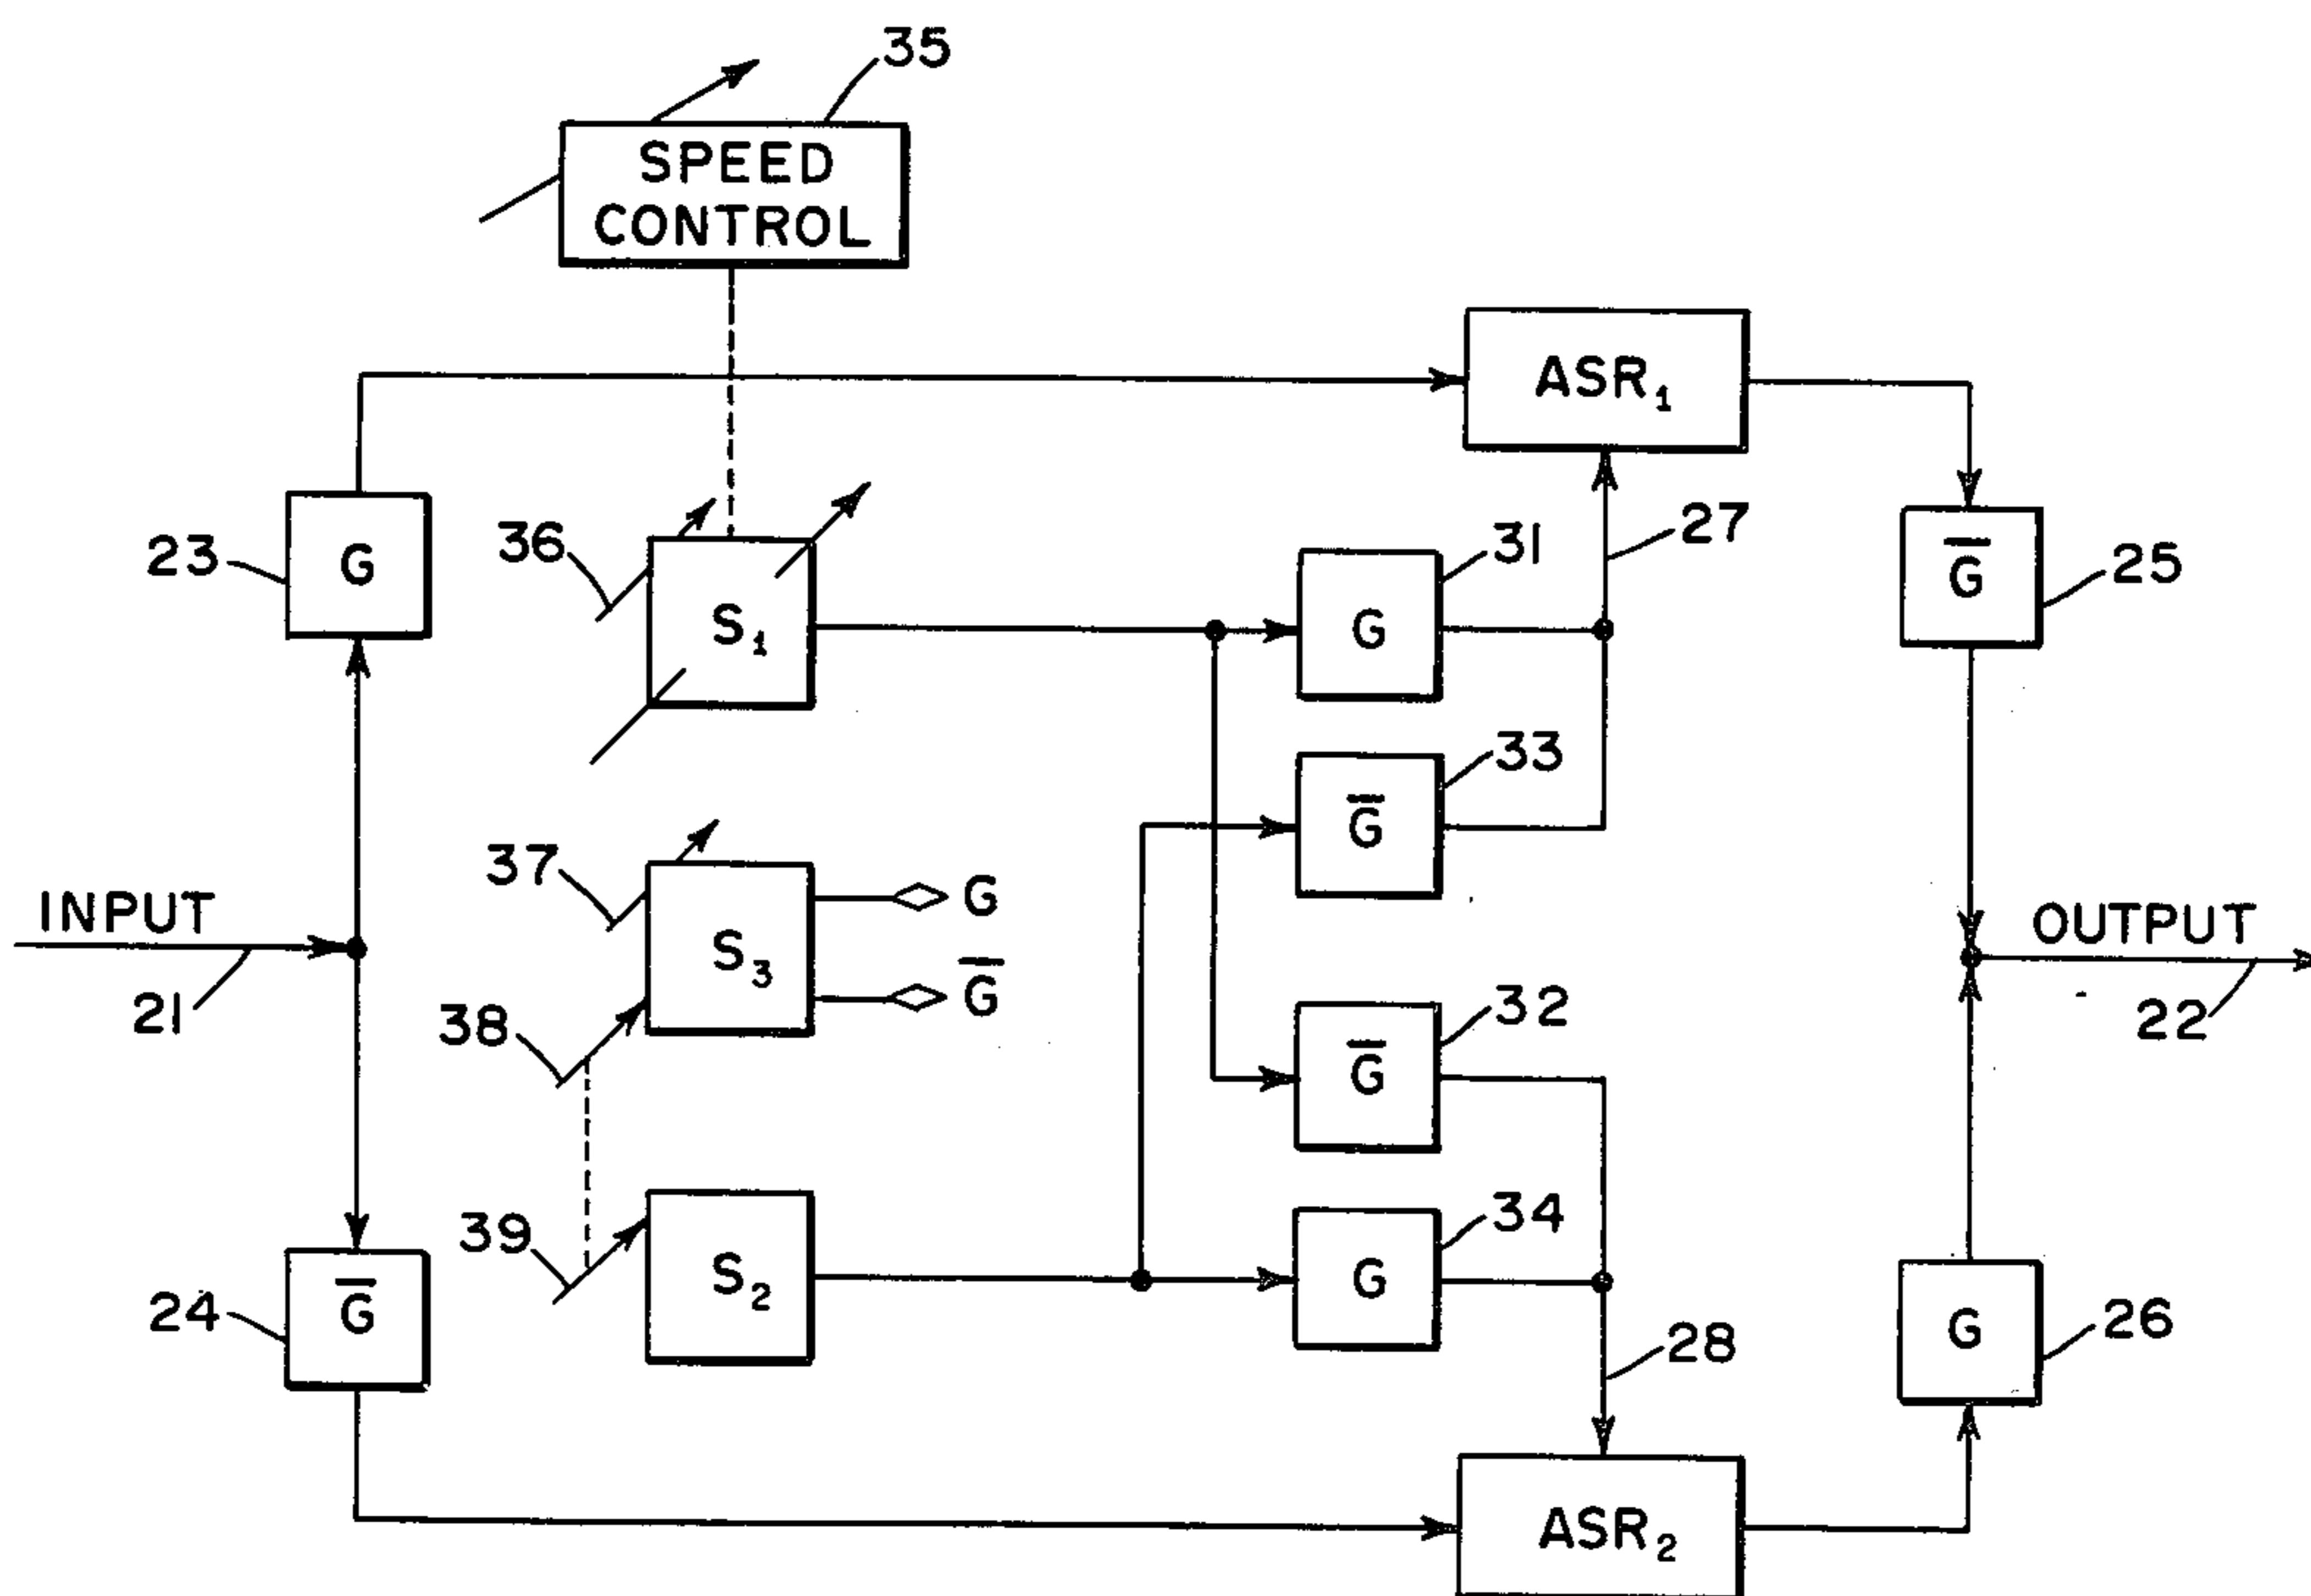 35
SPEED
CONTROL
ASR₁
23
G
36
S₁
31
G
27
G̅
25
33
G̅
37
INPUT
21
S₃
G
G̅
38
OUTPUT
22
32
G̅
39
S₂
34
G
24
G̅
28
G
26
ASR₂